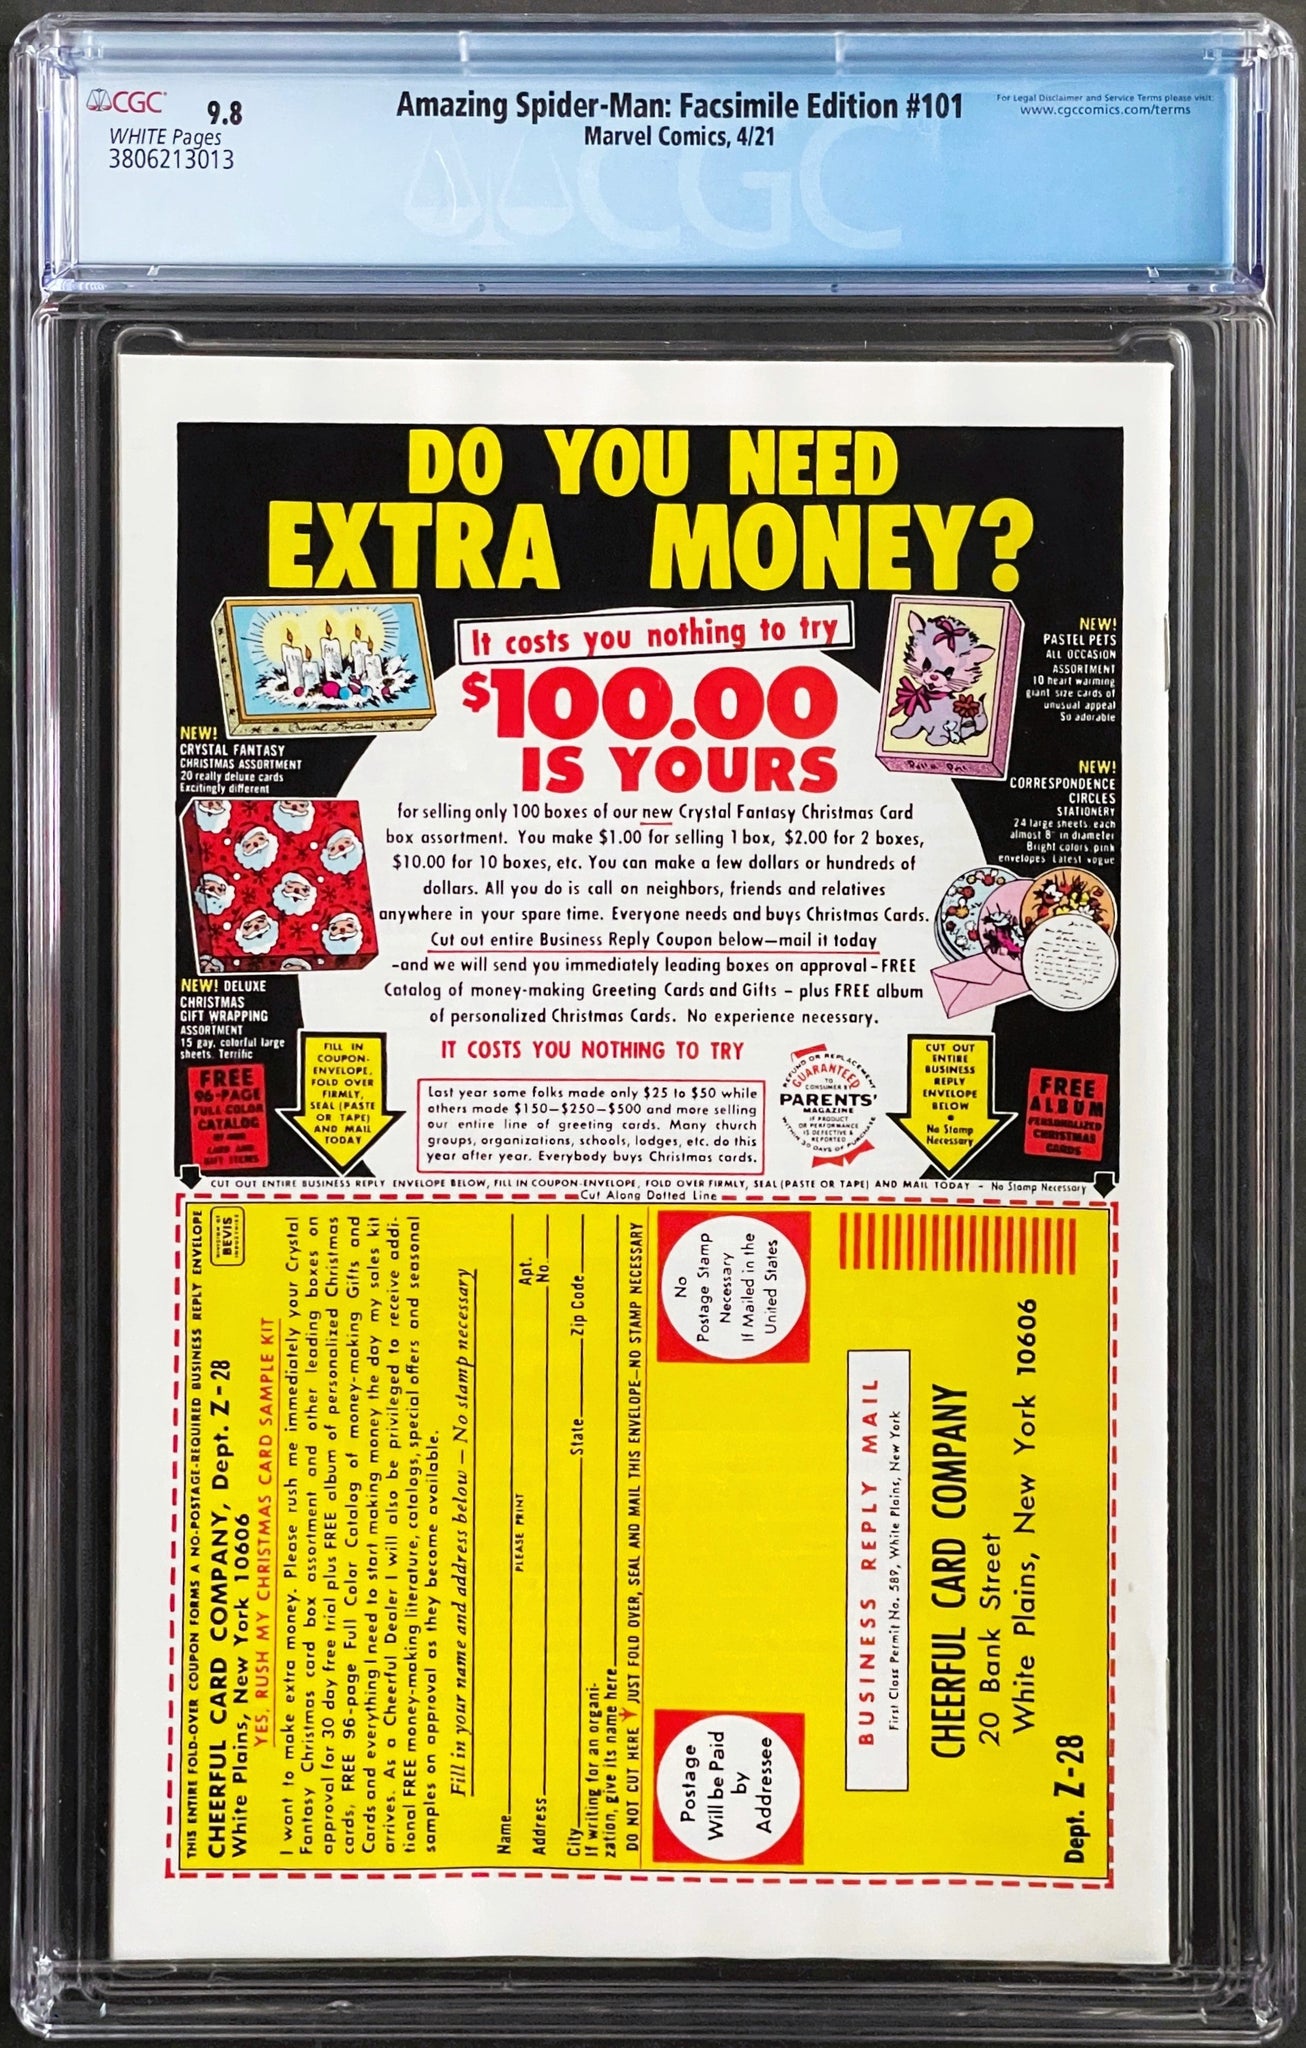 CGC
9.8
WHITE Pages
3806213013
Amazing Spider-Man: Facsimile Edition #101
Marvel Comics, 4/21
For Legal Disclaimer and Service Terms please visit:
www.cgccomics.com/terms
CGC
DO YOU NEED
EXTRA MONEY?
It costs you nothing to try
$100.00
IS YOURS
NEW!
CRYSTAL FANTASY
CHRISTMAS ASSORTMENT
20 really deluxe cards
Excitingly different
NEW!
PASTEL PETS
ALL OCCASION
ASSORTMENT
10 heart warming
giant size cards of
unusual appeal
So adorable
NEW!
CORRESPONDENCE
CIRCLES
STATIONERY
24 large sheets, each
almost 8" in diameter
Bright colors, pink
envelopes Latest vogue
for selling only 100 boxes of our new Crystal Fantasy Christmas Card
box assortment. You make $1.00 for selling 1 box, $2.00 for 2 boxes,
$10.00 for 10 boxes, etc. You can make a few dollars or hundreds of
dollars. All you do is call on neighbors, friends and relatives
anywhere in your spare time. Everyone needs and buys Christmas Cards.
Cut out entire Business Reply Coupon below—mail it today
-and we will send you immediately leading boxes on approval - FREE
Catalog of money-making Greeting Cards and Gifts - plus FREE album
of personalized Christmas Cards. No experience necessary.
NEW! DELUXE
CHRISTMAS
GIFT WRAPPING
ASSORTMENT
15 gay, colorful large
sheets. Terrific
FREE
96-PAGE
FULL COLOR
CATALOG
FILL IN
COUPON-
ENVELOPE,
FOLD OVER
FIRMLY,
SEAL (PASTE
OR TAPE)
AND MAIL
TODAY
IT COSTS YOU NOTHING TO TRY
Last year some folks made only $25 to $50 while
others made $150—$250—$500 and more selling
our entire line of greeting cards. Many church
groups, organizations, schools, lodges, etc. do this
year after year. Everybody buys Christmas cards.
REFUND OR REPLACEMENT
GUARANTEED
TO
CONSUMER BY
PARENTS'
MAGAZINE
IF PRODUCT
OR PERFORMANCE
IS DEFECTIVE &
REPORTED
WITHIN 30 DAYS OF PURCHASE
CUT OUT
ENTIRE
BUSINESS
REPLY
ENVELOPE
BELOW
•
No Stamp
Necessary
FREE
ALBUM
PERSONALIZED
CHRISTMAS
CARDS
CUT OUT ENTIRE BUSINESS REPLY ENVELOPE BELOW, FILL IN COUPON-ENVELOPE, FOLD OVER FIRMLY, SEAL (PASTE OR TAPE) AND MAIL TODAY - No Stamp Necessary
Cut Along Dotted Line
THIS ENTIRE FOLD-OVER COUPON FORMS A NO-POSTAGE-REQUIRED BUSINESS REPLY ENVELOPE
CHEERFUL CARD COMPANY, Dept. Z-28
White Plains, New York 10606
DIVISION OF
BEVIS
INDUSTRIES
YES, RUSH MY CHRISTMAS CARD SAMPLE KIT
I want to make extra money. Please rush me immediately your Crystal
Fantasy Christmas card box assortment and other leading boxes on
approval for 30 day free trial plus FREE album of personalized Christmas
cards, FREE 96-page Full Color Catalog of money-making Gifts and
Cards and everything I need to start making money the day my sales kit
arrives. As a Cheerful Dealer I will also be privileged to receive addi-
tional FREE money-making literature, catalogs, special offers and seasonal
samples on approval as they become available.
Fill in your name and address below — No stamp necessary
Name
PLEASE PRINT
Address
Apt.
No.
City
State
Zip Code
If writing for an organi-
zation, give its name here
DO NOT CUT HERE JUST FOLD OVER, SEAL AND MAIL THIS ENVELOPE—NO STAMP NECESSARY
Postage
Will be Paid
by
Addressee
No
Postage Stamp
Necessary
If Mailed in the
United States
BUSINESS REPLY MAIL
First Class Permit No. 589, White Plains, New York
CHEERFUL CARD COMPANY
20 Bank Street
White Plains, New York 10606
Dept. Z-28